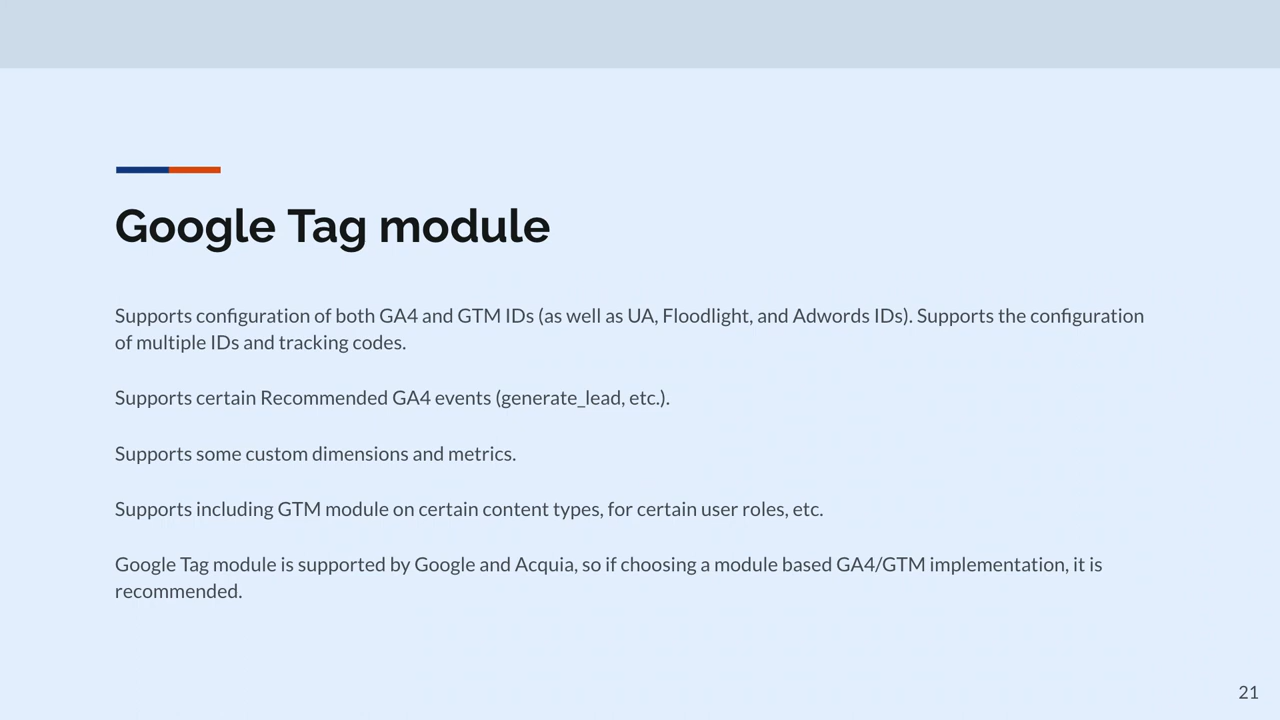 Google Tag module
Supports configuration of both GA4 and GTM IDs (as well as UA, Floodlight, and Adwords IDs). Supports the configuration
of multiple IDs and tracking codes.
Supports certain Recommended GA4 events (generate_lead, etc.).
Supports some custom dimensions and metrics.
Supports including GTM module on certain content types, for certain user roles, etc.
Google Tag module is supported by Google and Acquia, so if choosing a module based GA4/GTM implementation, it is
recommended.
21